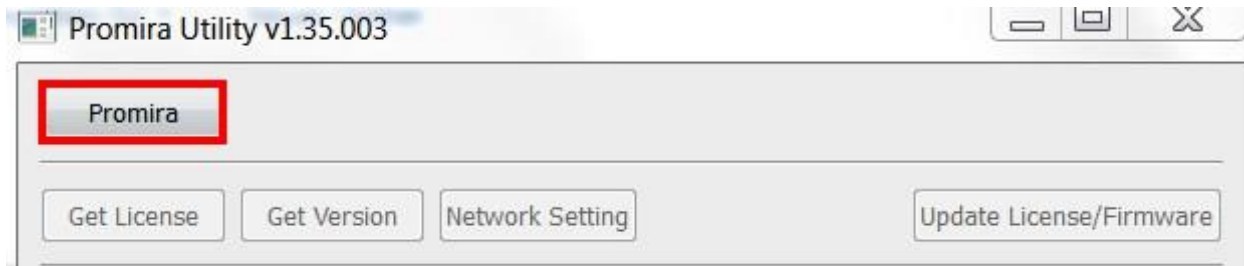 Promira Utility v1.35.003
Promira
Get License Get Version Network Setting Update License/Firmware